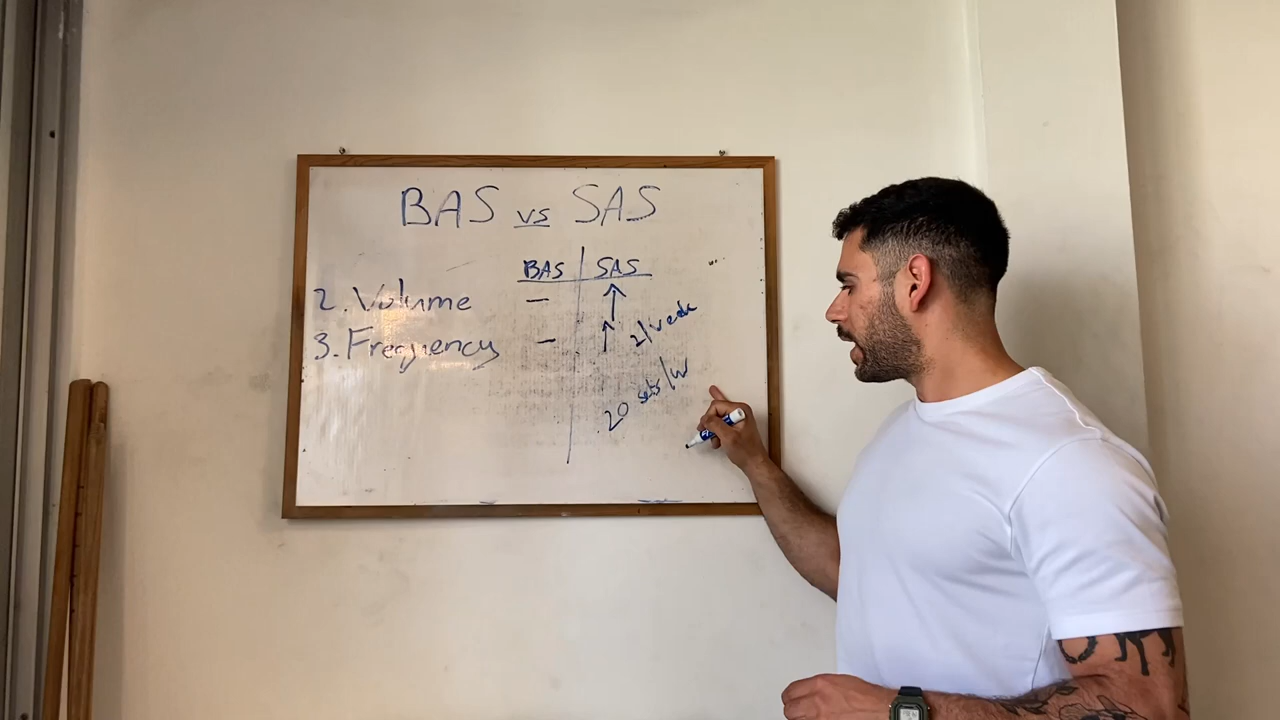 BAS vs SAS
BAS SAS
2. Volume - ↑
3. Frequency - ↑ 2/week
20 sets/w